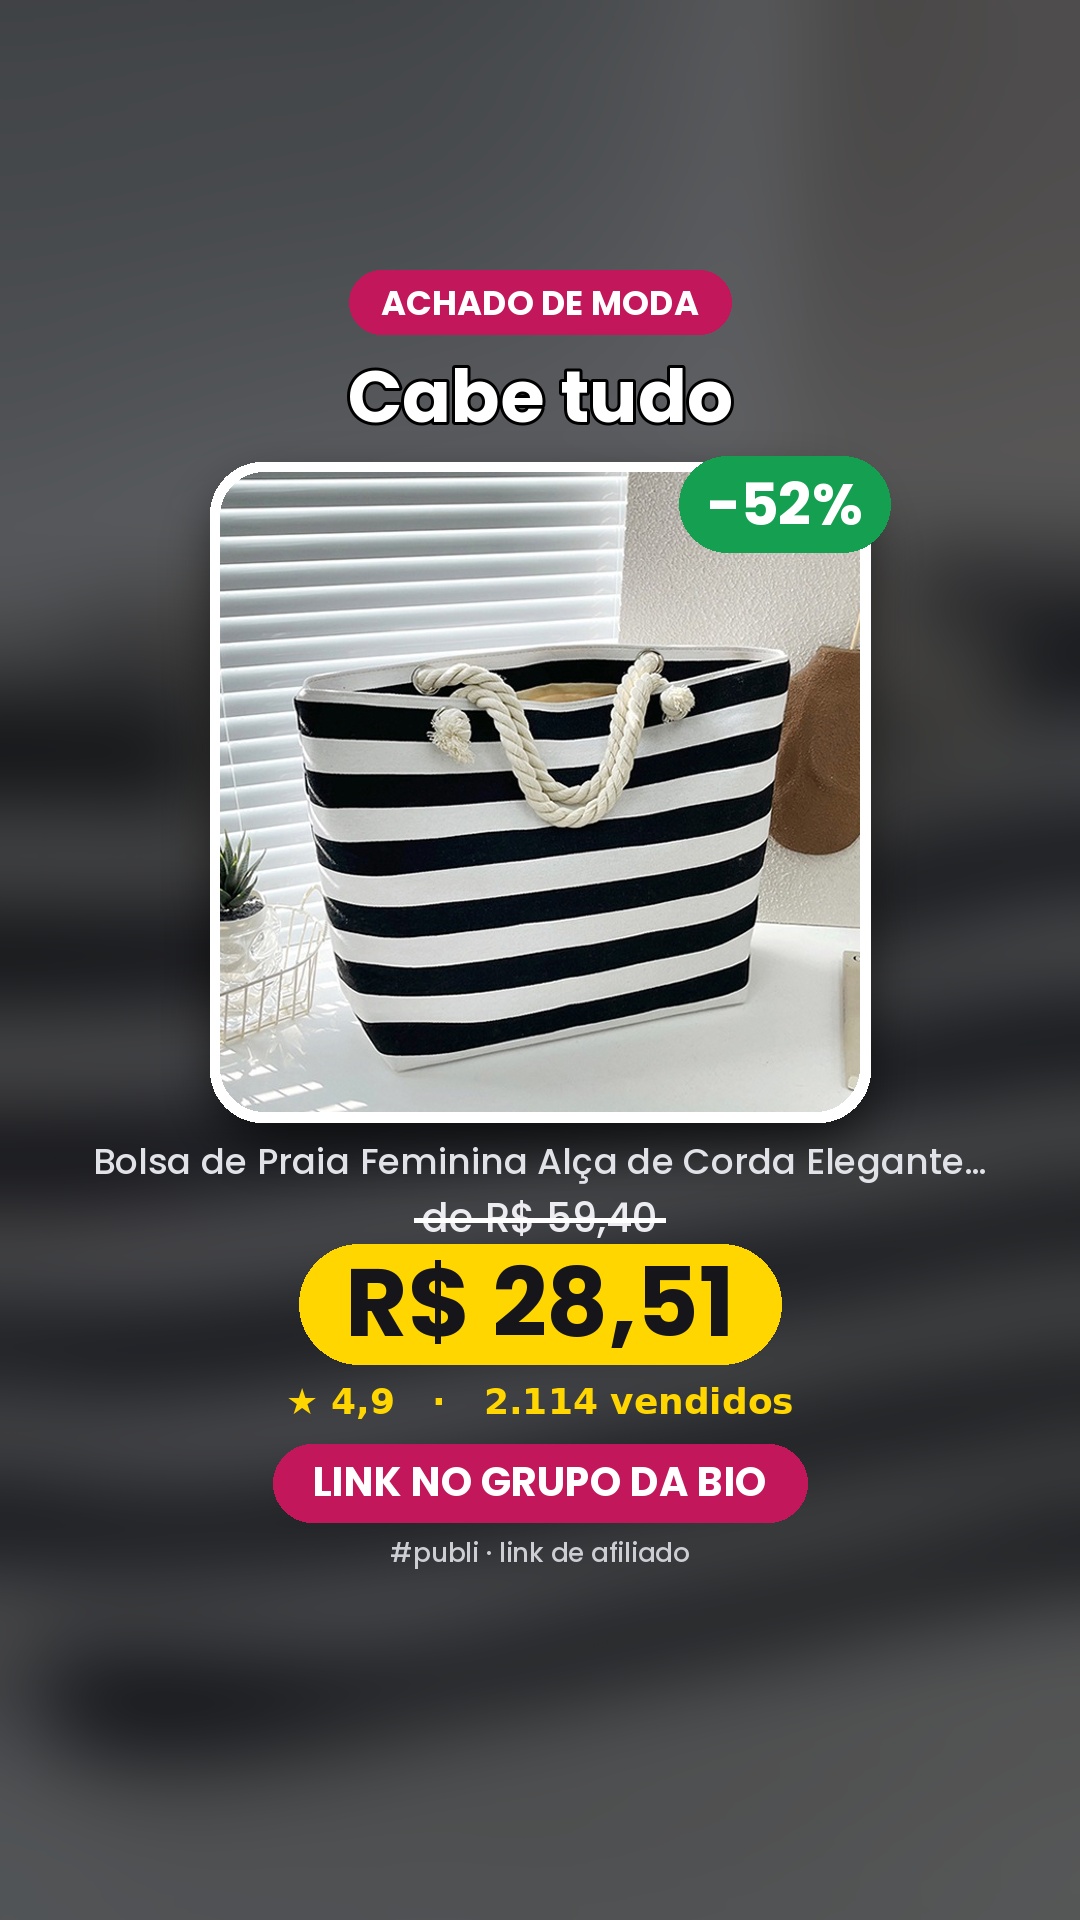 ACHADO DE MODA
Cabe tudo
-52%
Bolsa de Praia Feminina Alça de Corda Elegante...
de R$ 59,40
R$ 28,51
★ 4,9 · 2.114 vendidos
LINK NO GRUPO DA BIO
#publi · link de afiliado